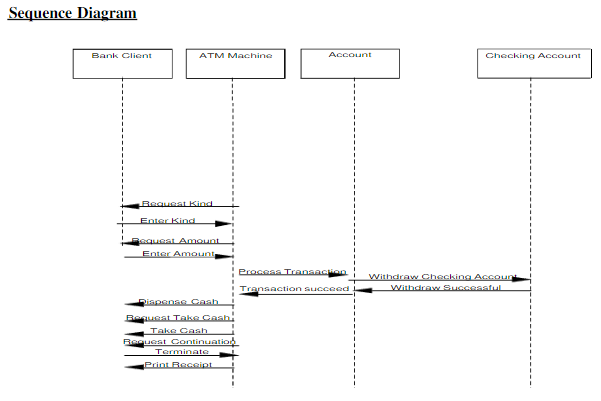 Sequence Diagram
Bank Client
ATM Machine
Account
Checking Account
Request Kind
Enter Kind
Request Amount
Enter Amount
Process Transaction
Withdraw Checking Account
Withdraw Successful
Transaction succeed
Dispense Cash
Request Take Cash
Take Cash
Request Continuation
Terminate
Print Receipt